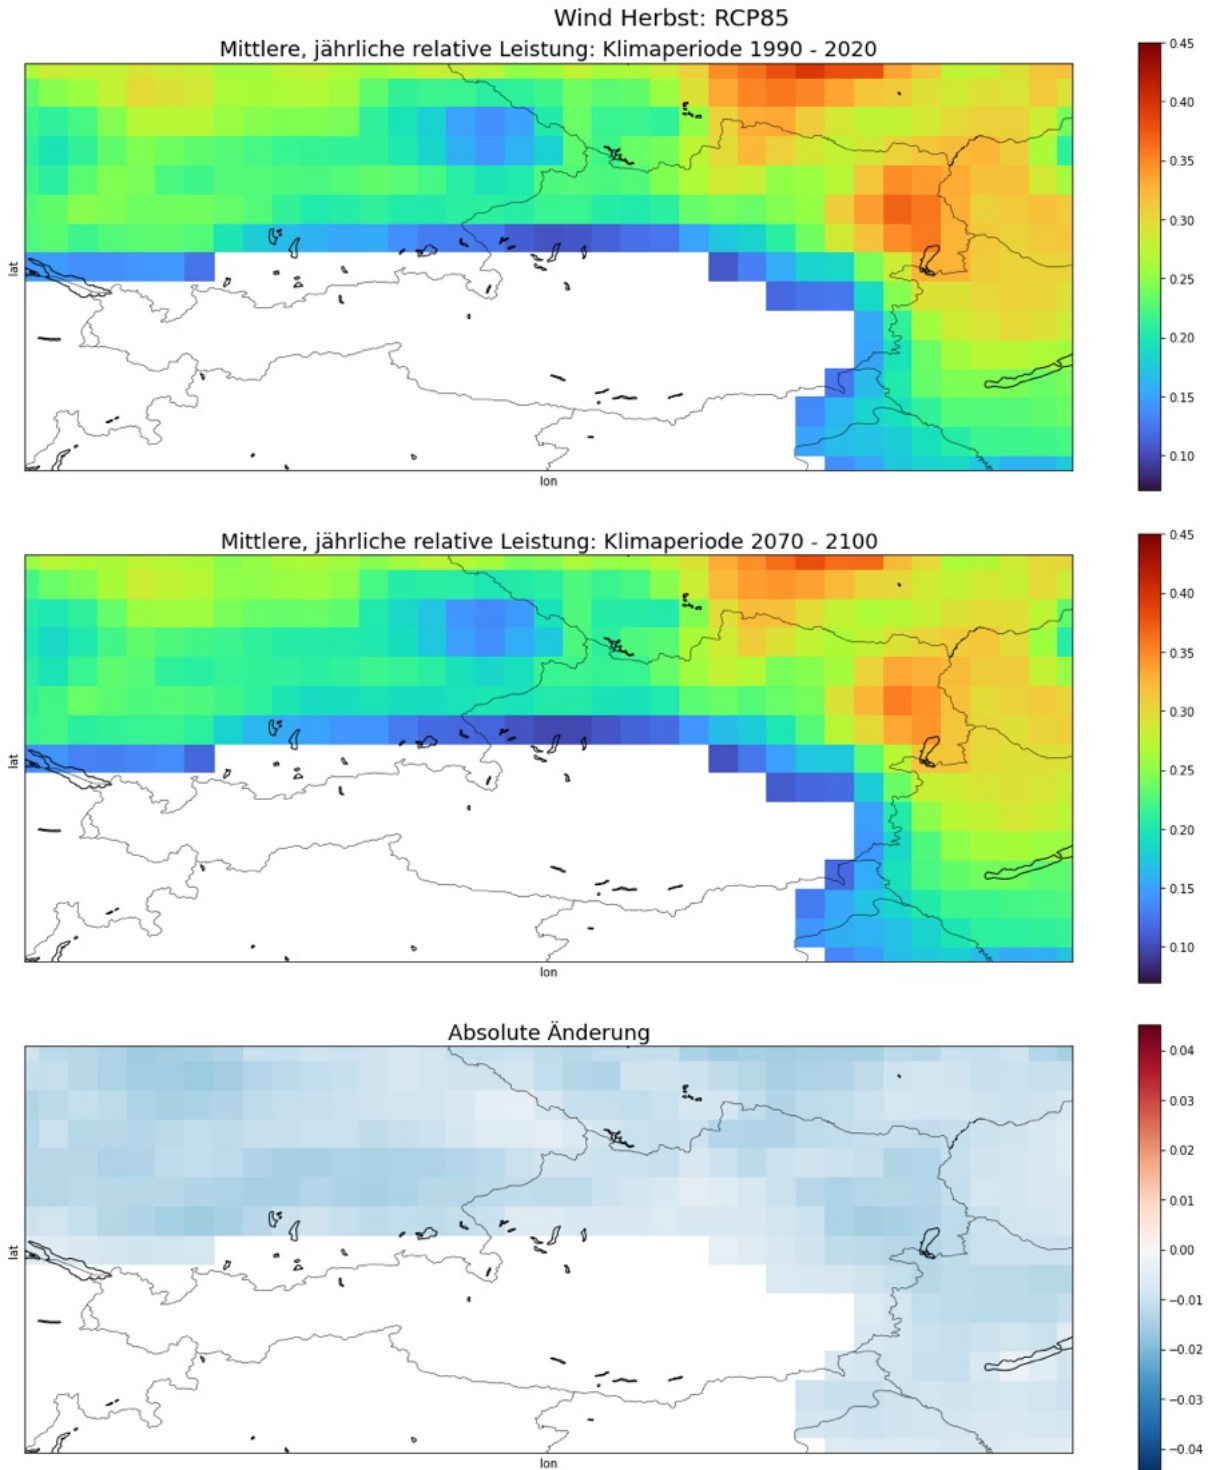 Wind Herbst: RCP85
Mittlere, jährliche relative Leistung: Klimaperiode 1990 - 2020
0.45
0.40
0.35
0.30
0.25
0.20
0.15
0.10
lat
lon
Mittlere, jährliche relative Leistung: Klimaperiode 2070 - 2100
0.45
0.40
0.35
0.30
0.25
0.20
0.15
0.10
lat
lon
Absolute Änderung
0.04
0.03
0.02
0.01
0.00
−0.01
−0.02
−0.03
−0.04
lat
lon